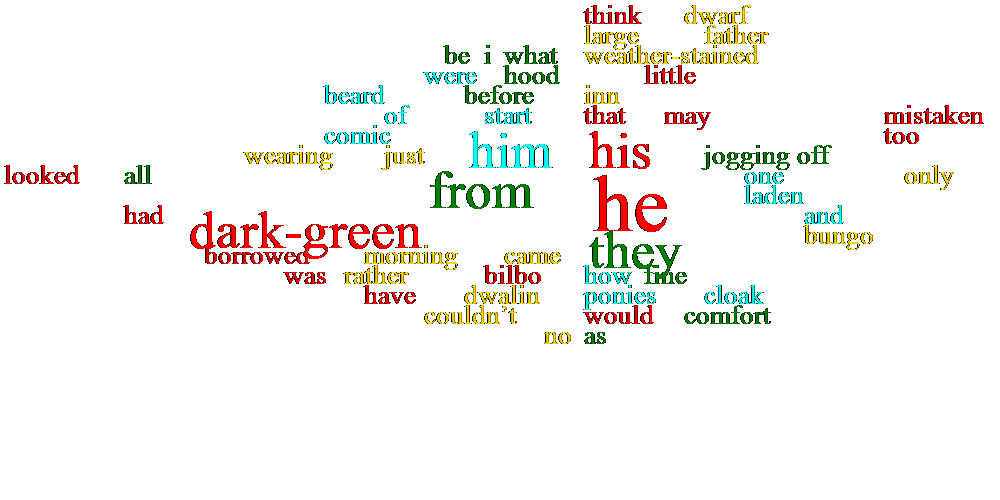 think dwarf
large father
be i what weather-stained
were hood little
beard before inn
of start that may mistaken
comic too
wearing just him his jogging off
looked all from one only
he laden
had and
dark-green bungo
borrowed morning came they
was rather bilbo how fine
have dwalin ponies cloak
couldn't would comfort
no as